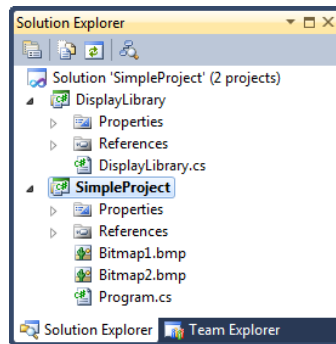 Solution Explorer
Solution 'SimpleProject' (2 projects)
DisplayLibrary
Properties
References
DisplayLibrary.cs
SimpleProject
Properties
References
Bitmap1.bmp
Bitmap2.bmp
Program.cs
Solution Explorer Team Explorer